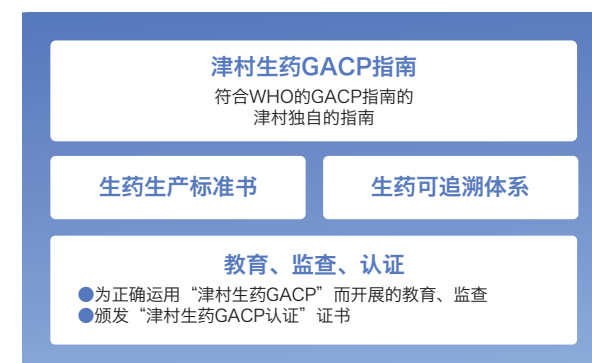 津村生药GACP指南
符合WHO的GACP指南的
津村独自的指南
生药生产标准书
生药可追溯体系
教育、监查、认证
●为正确运用“津村生药GACP”而开展的教育、监查
●颁发“津村生药GACP认证”证书